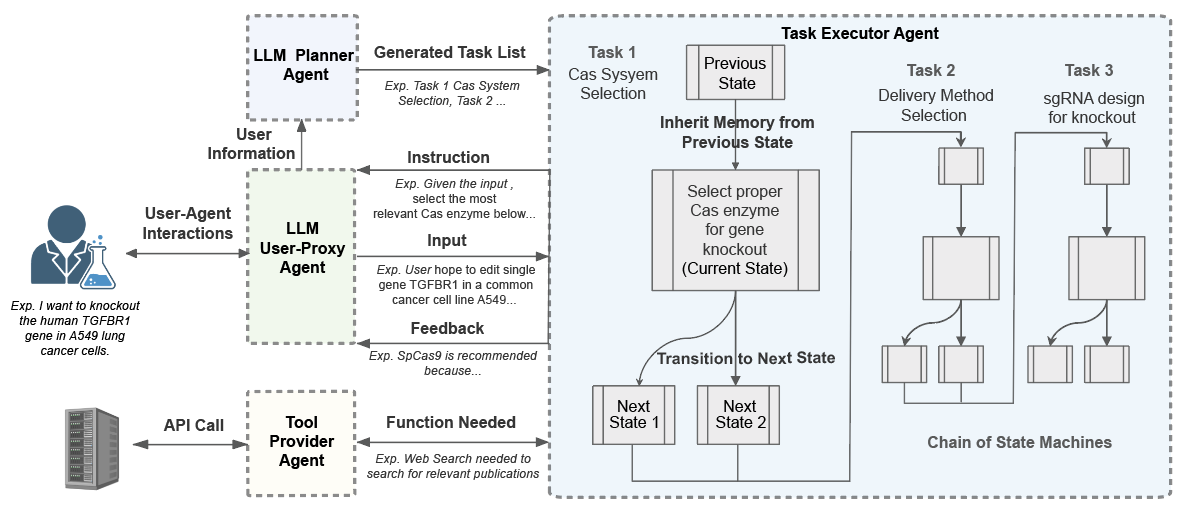 LLM Planner
Agent
Generated Task List
Exp. Task 1 Cas System
Selection, Task 2 ...
User
Information
Instruction
Exp. Given the input ,
select the most
relevant Cas enzyme below...
User-Agent
Interactions
LLM
User-Proxy
Agent
Input
Exp. User hope to edit single
gene TGFBR1 in a common
cancer cell line A549...
Exp. I want to knockout
the human TGFBR1
gene in A549 lung
cancer cells.
Feedback
Exp. SpCas9 is recommended
because...
API Call
Tool
Provider
Agent
Function Needed
Exp. Web Search needed to
search for relevant publications
Task Executor Agent
Task 1
Cas Sysyem
Selection
Previous
State
Inherit Memory from
Previous State
Select proper
Cas enzyme
for gene
knockout
(Current State)
Transition to Next State
Next
State 1
Next
State 2
Task 2
Delivery Method
Selection
Task 3
sgRNA design
for knockout
Chain of State Machines